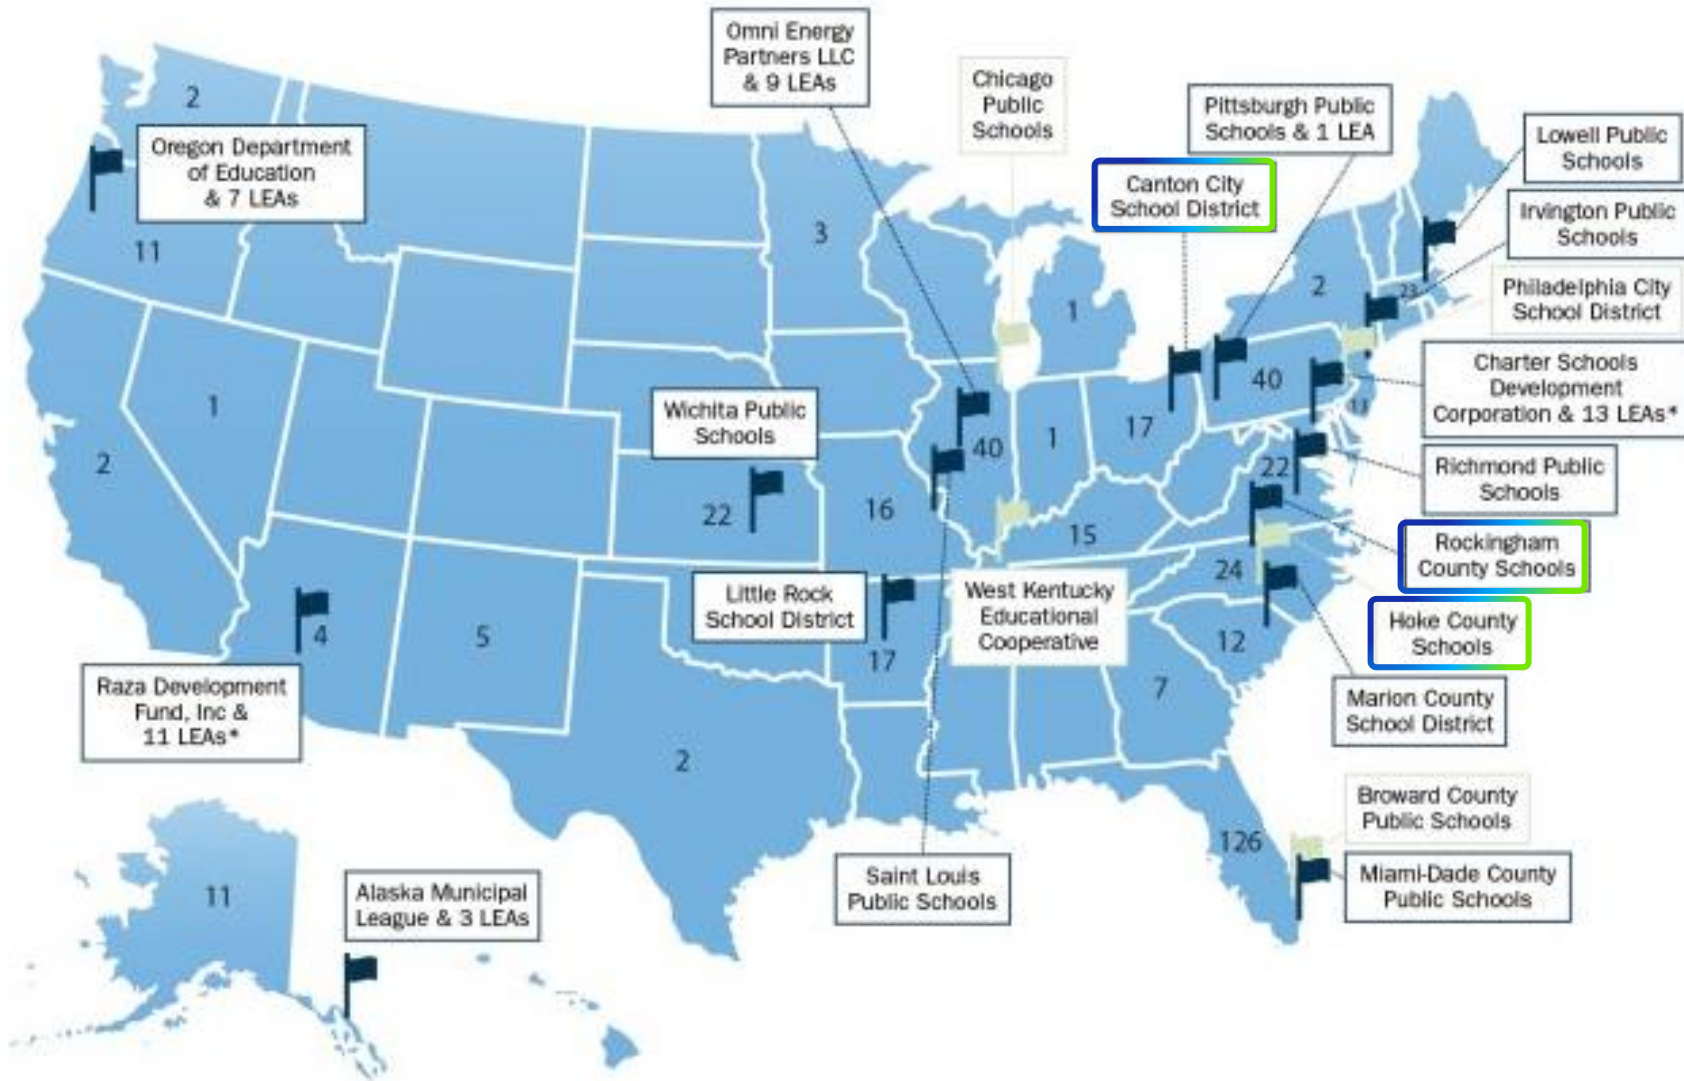 Omni Energy
Partners LLC
& 9 LEAs
Chicago
Public
Schools
Pittsburgh Public
Schools & 1 LEA
Lowell Public
Schools
Canton City
School District
Irvington Public
Schools
Philadelphia City
School District
Charter Schools
Development
Corporation & 13 LEAs*
Richmond Public
Schools
Rockingham
County Schools
Hoke County
Schools
Marion County
School District
Broward County
Public Schools
Miami-Dade County
Public Schools
Oregon Department
of Education
& 7 LEAs
Wichita Public
Schools
Little Rock
School District
West Kentucky
Educational
Cooperative
Raza Development
Fund, Inc &
11 LEAs*
Saint Louis
Public Schools
Alaska Municipal
League & 3 LEAs
2
11
3
1
2
23
40
*
13
1
2
17
1
40
22
22
16
15
24
4
5
17
12
7
2
126
11